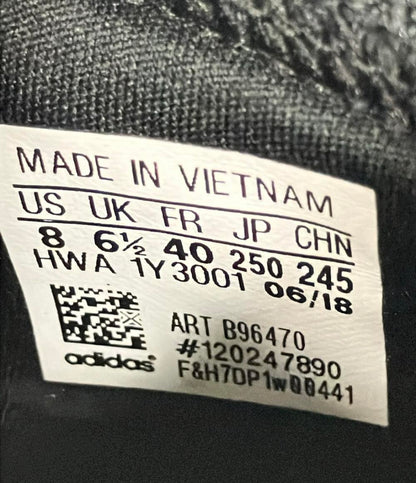 MADE IN VIETNAM
US UK FR JP CHN
8 6½ 40 250 245
HWA 1Y3001 06/18
ART B96470
#120247890
F&H7DP1w00441
adidas